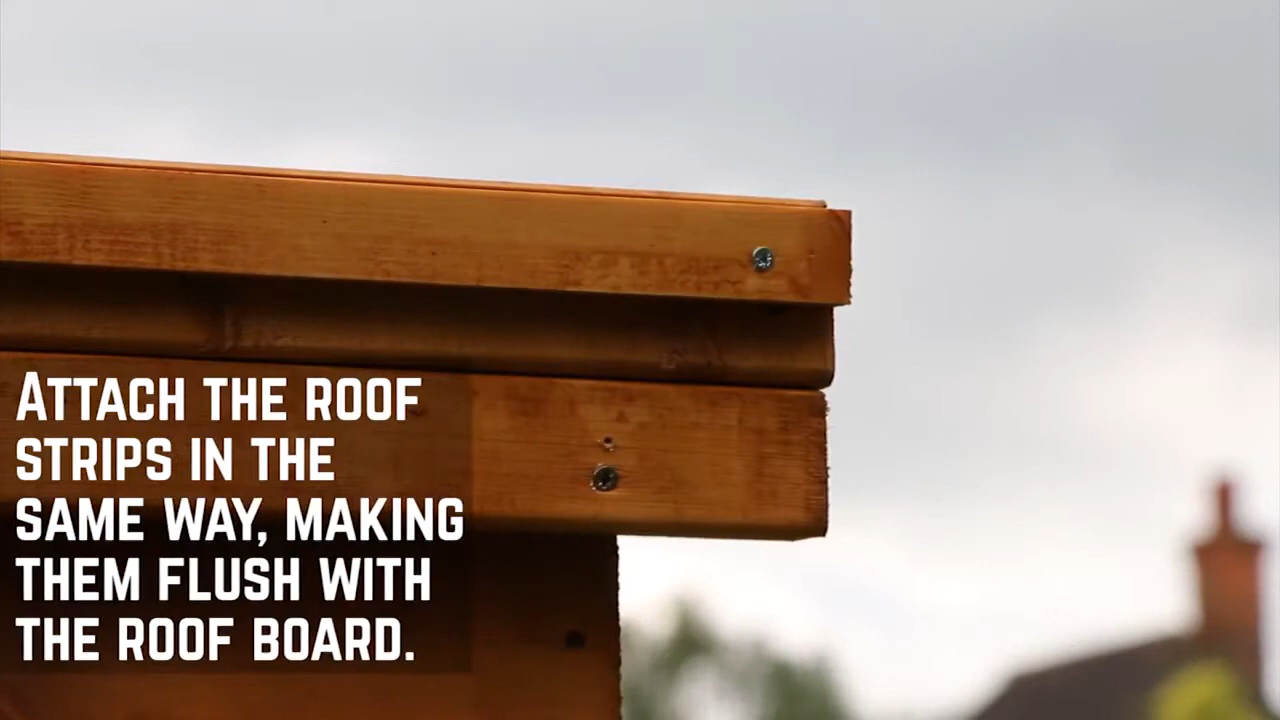 Attach the roof
strips in the
same way, making
them flush with
the roof board.